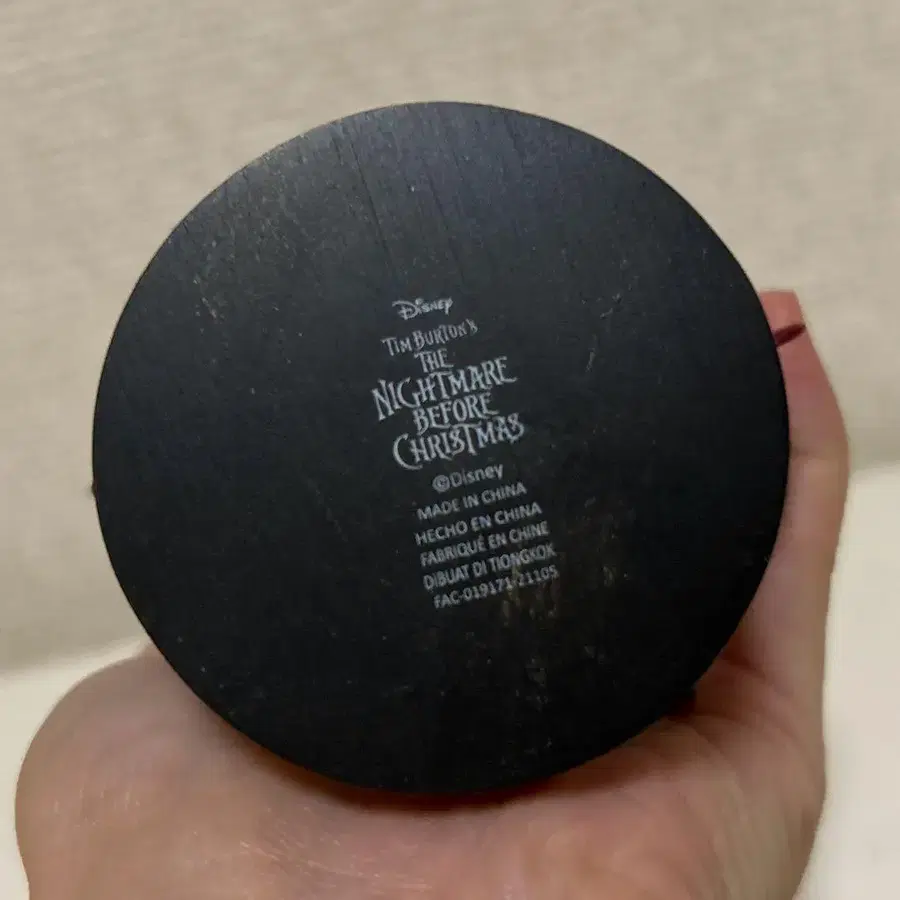 Disney
TIM BURTON'S
THE
NIGHTMARE
BEFORE
CHRISTMAS
©Disney
MADE IN CHINA
HECHO EN CHINA
FABRIQUÉ EN CHINE
DIBUAT DI TIONGKOK
FAC-019171-21105